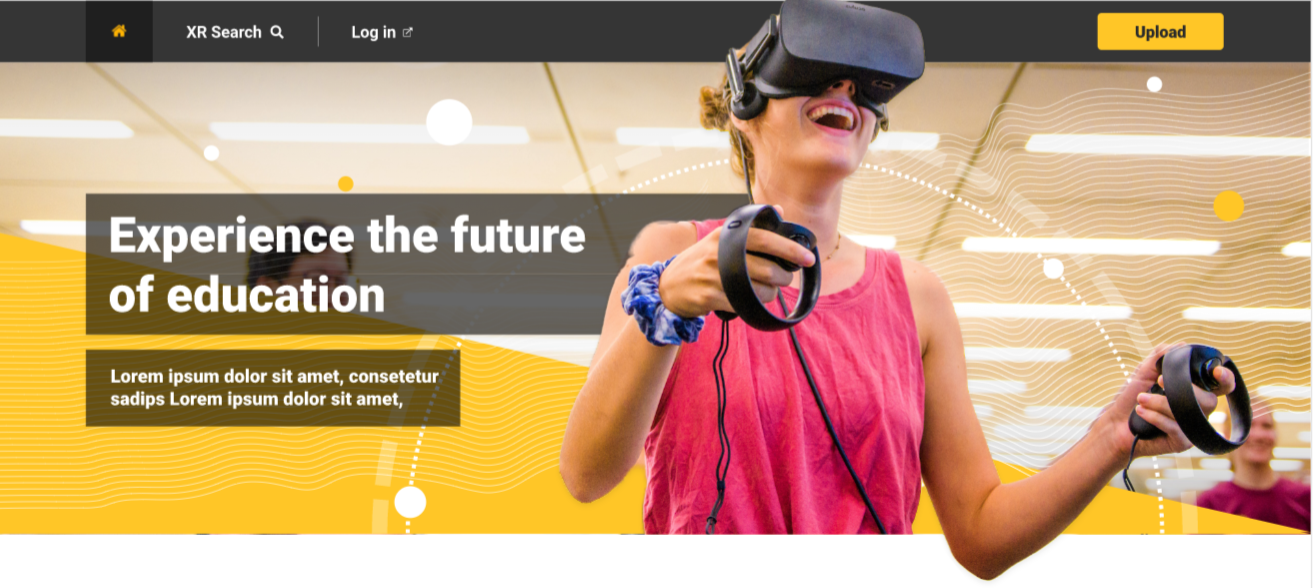 XR Search
Log in
Upload
Experience the future
of education
Lorem ipsum dolor sit amet, consetetur
sadips Lorem ipsum dolor sit amet,